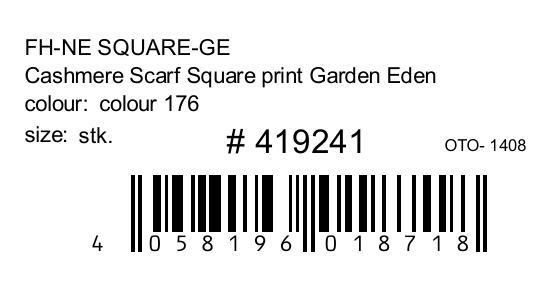 FH-NE SQUARE-GE
Cashmere Scarf Square print Garden Eden
colour: colour 176
size: stk.
# 419241
OTO- 1408
4 058196 018718